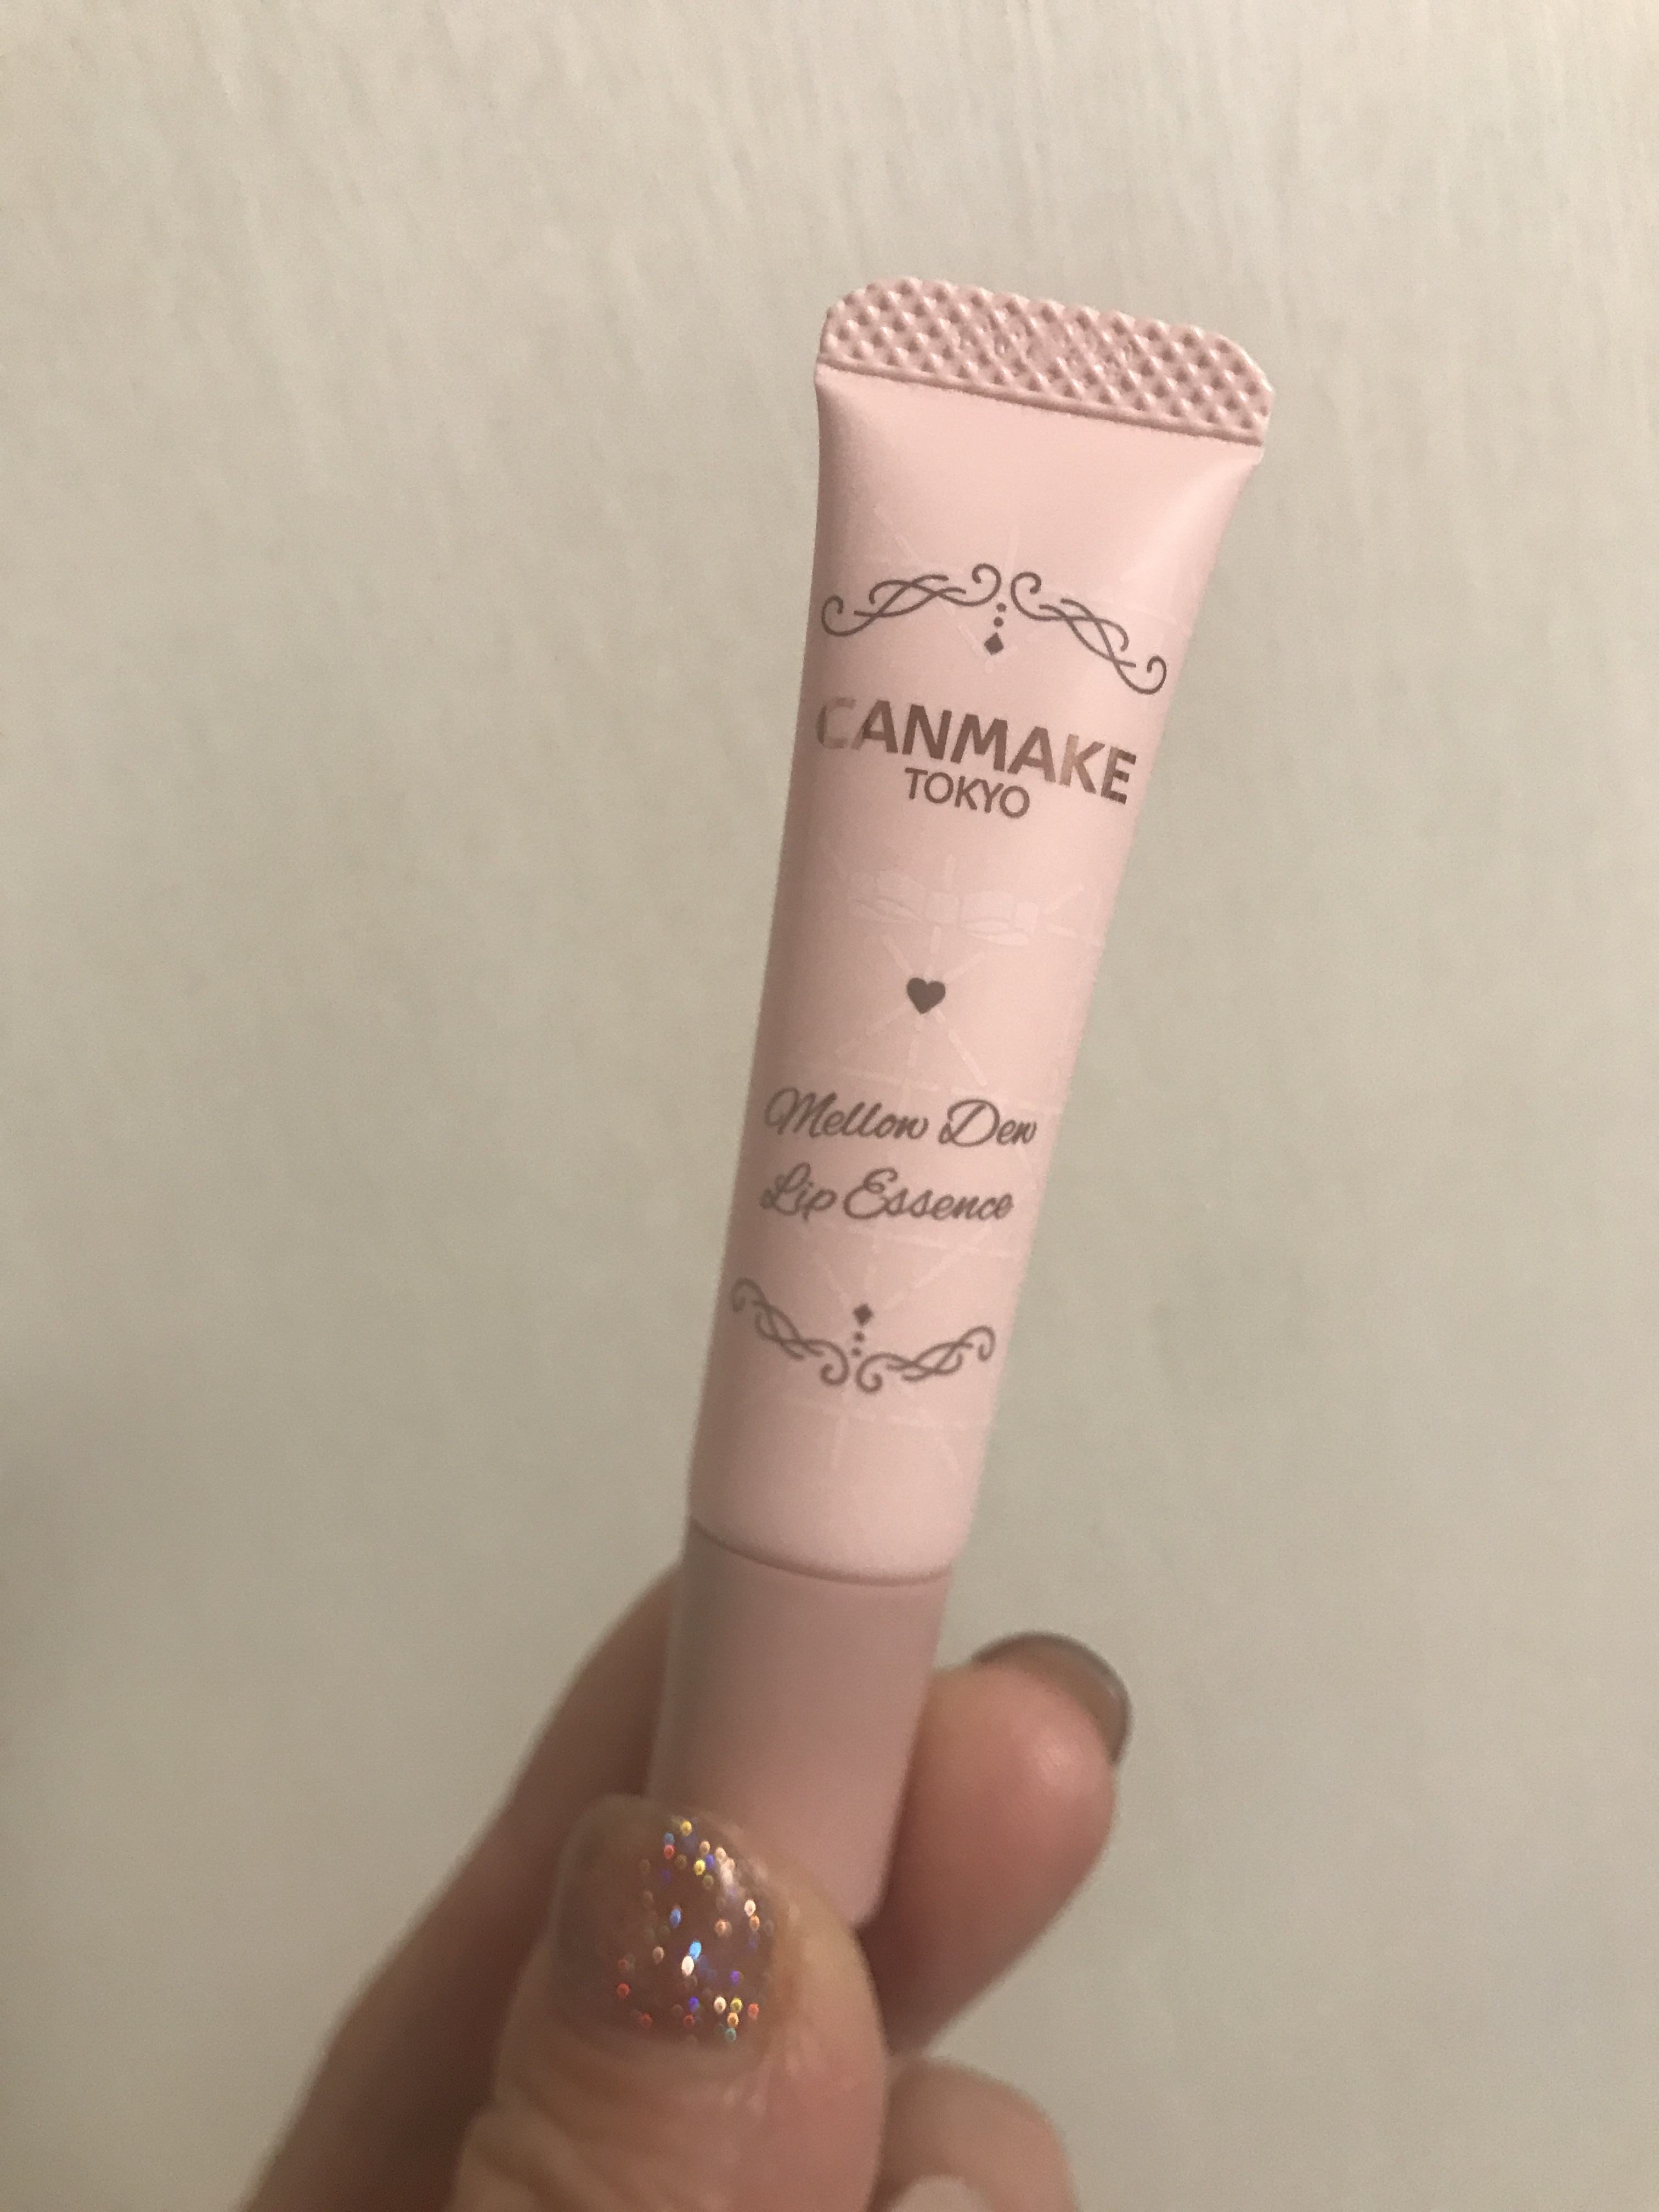 CANMAKE
TOKYO
Mellow Dew
Lip Essence